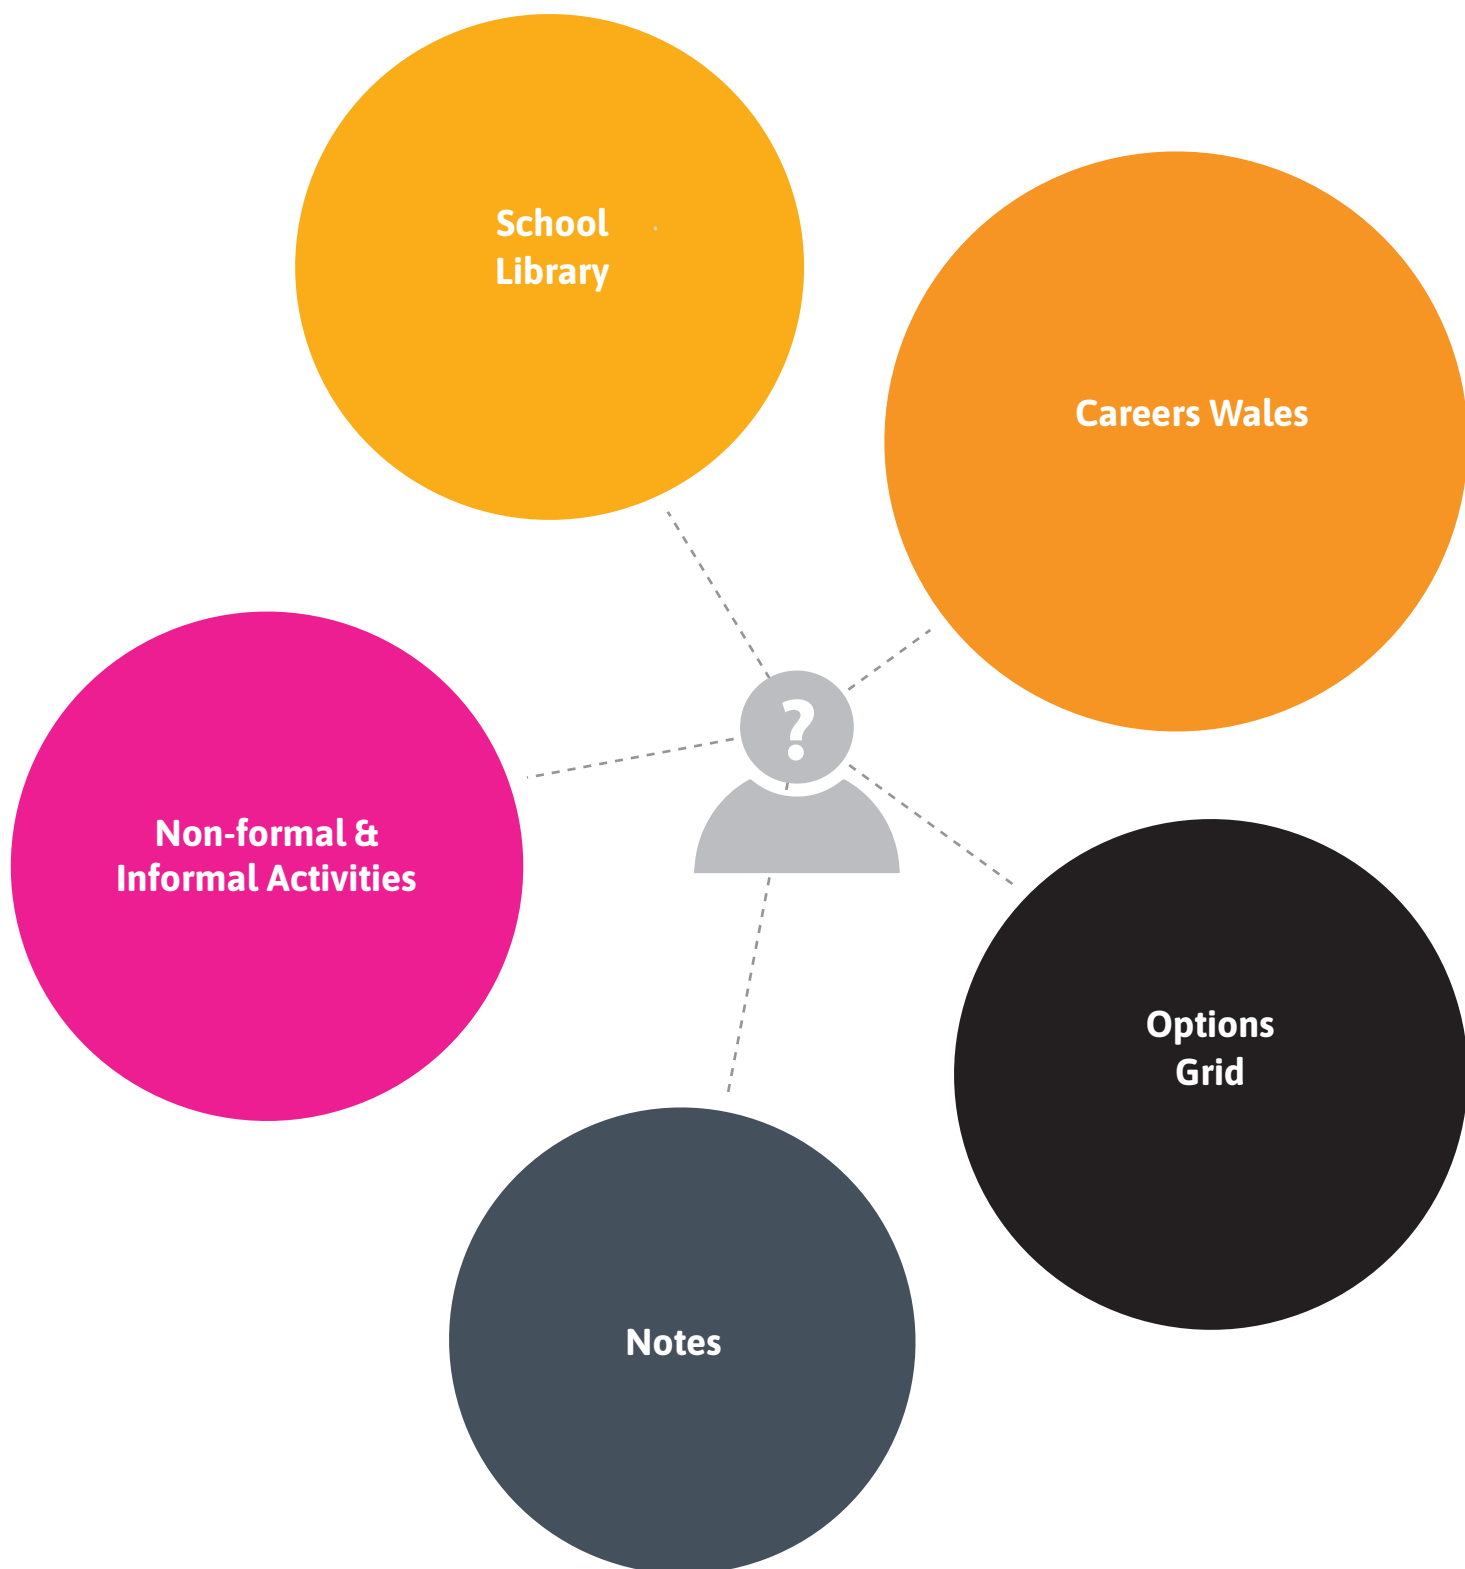 School
Library
Careers Wales
?
Non-formal &
Informal Activities
Options
Grid
Notes